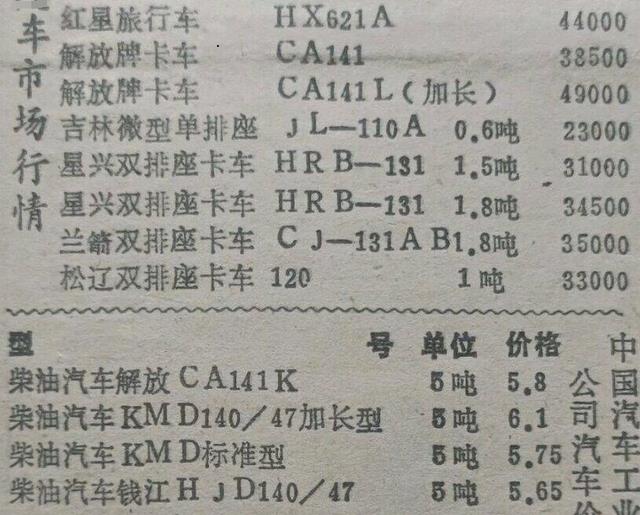 车市场行情
红星旅行车 HX621A 44000
解放牌卡车 CA141 38500
解放牌卡车 CA141L(加长) 49000
吉林微型单排座 JL—110A 0.6吨 23000
星兴双排座卡车 HRB—131 1.5吨 31000
星兴双排座卡车 HRB—131 1.8吨 34500
兰箭双排座卡车 CJ—131AB 1.8吨 35000
松辽双排座卡车 120 1吨 33000
型号 单位 价格
柴油汽车解放CA141K 5吨 5.8
柴油汽车KMD140/47加长型 5吨 6.1
柴油汽车KMD标准型 5吨 5.75
柴油汽车钱江HJD140/47 5吨 5.65
中国汽车工业
公司汽车价